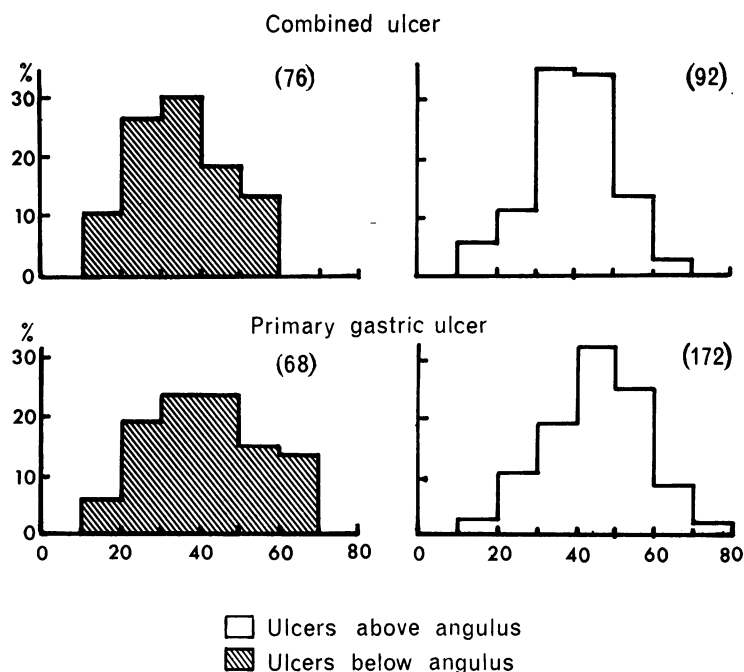 Combined ulcer
%
(76)
(92)
30
20
10
0
Primary gastric ulcer
%
(68)
(172)
30
20
10
0
0 20 40 60 80
0 20 40 60 80
Ulcers above angulus
Ulcers below angulus